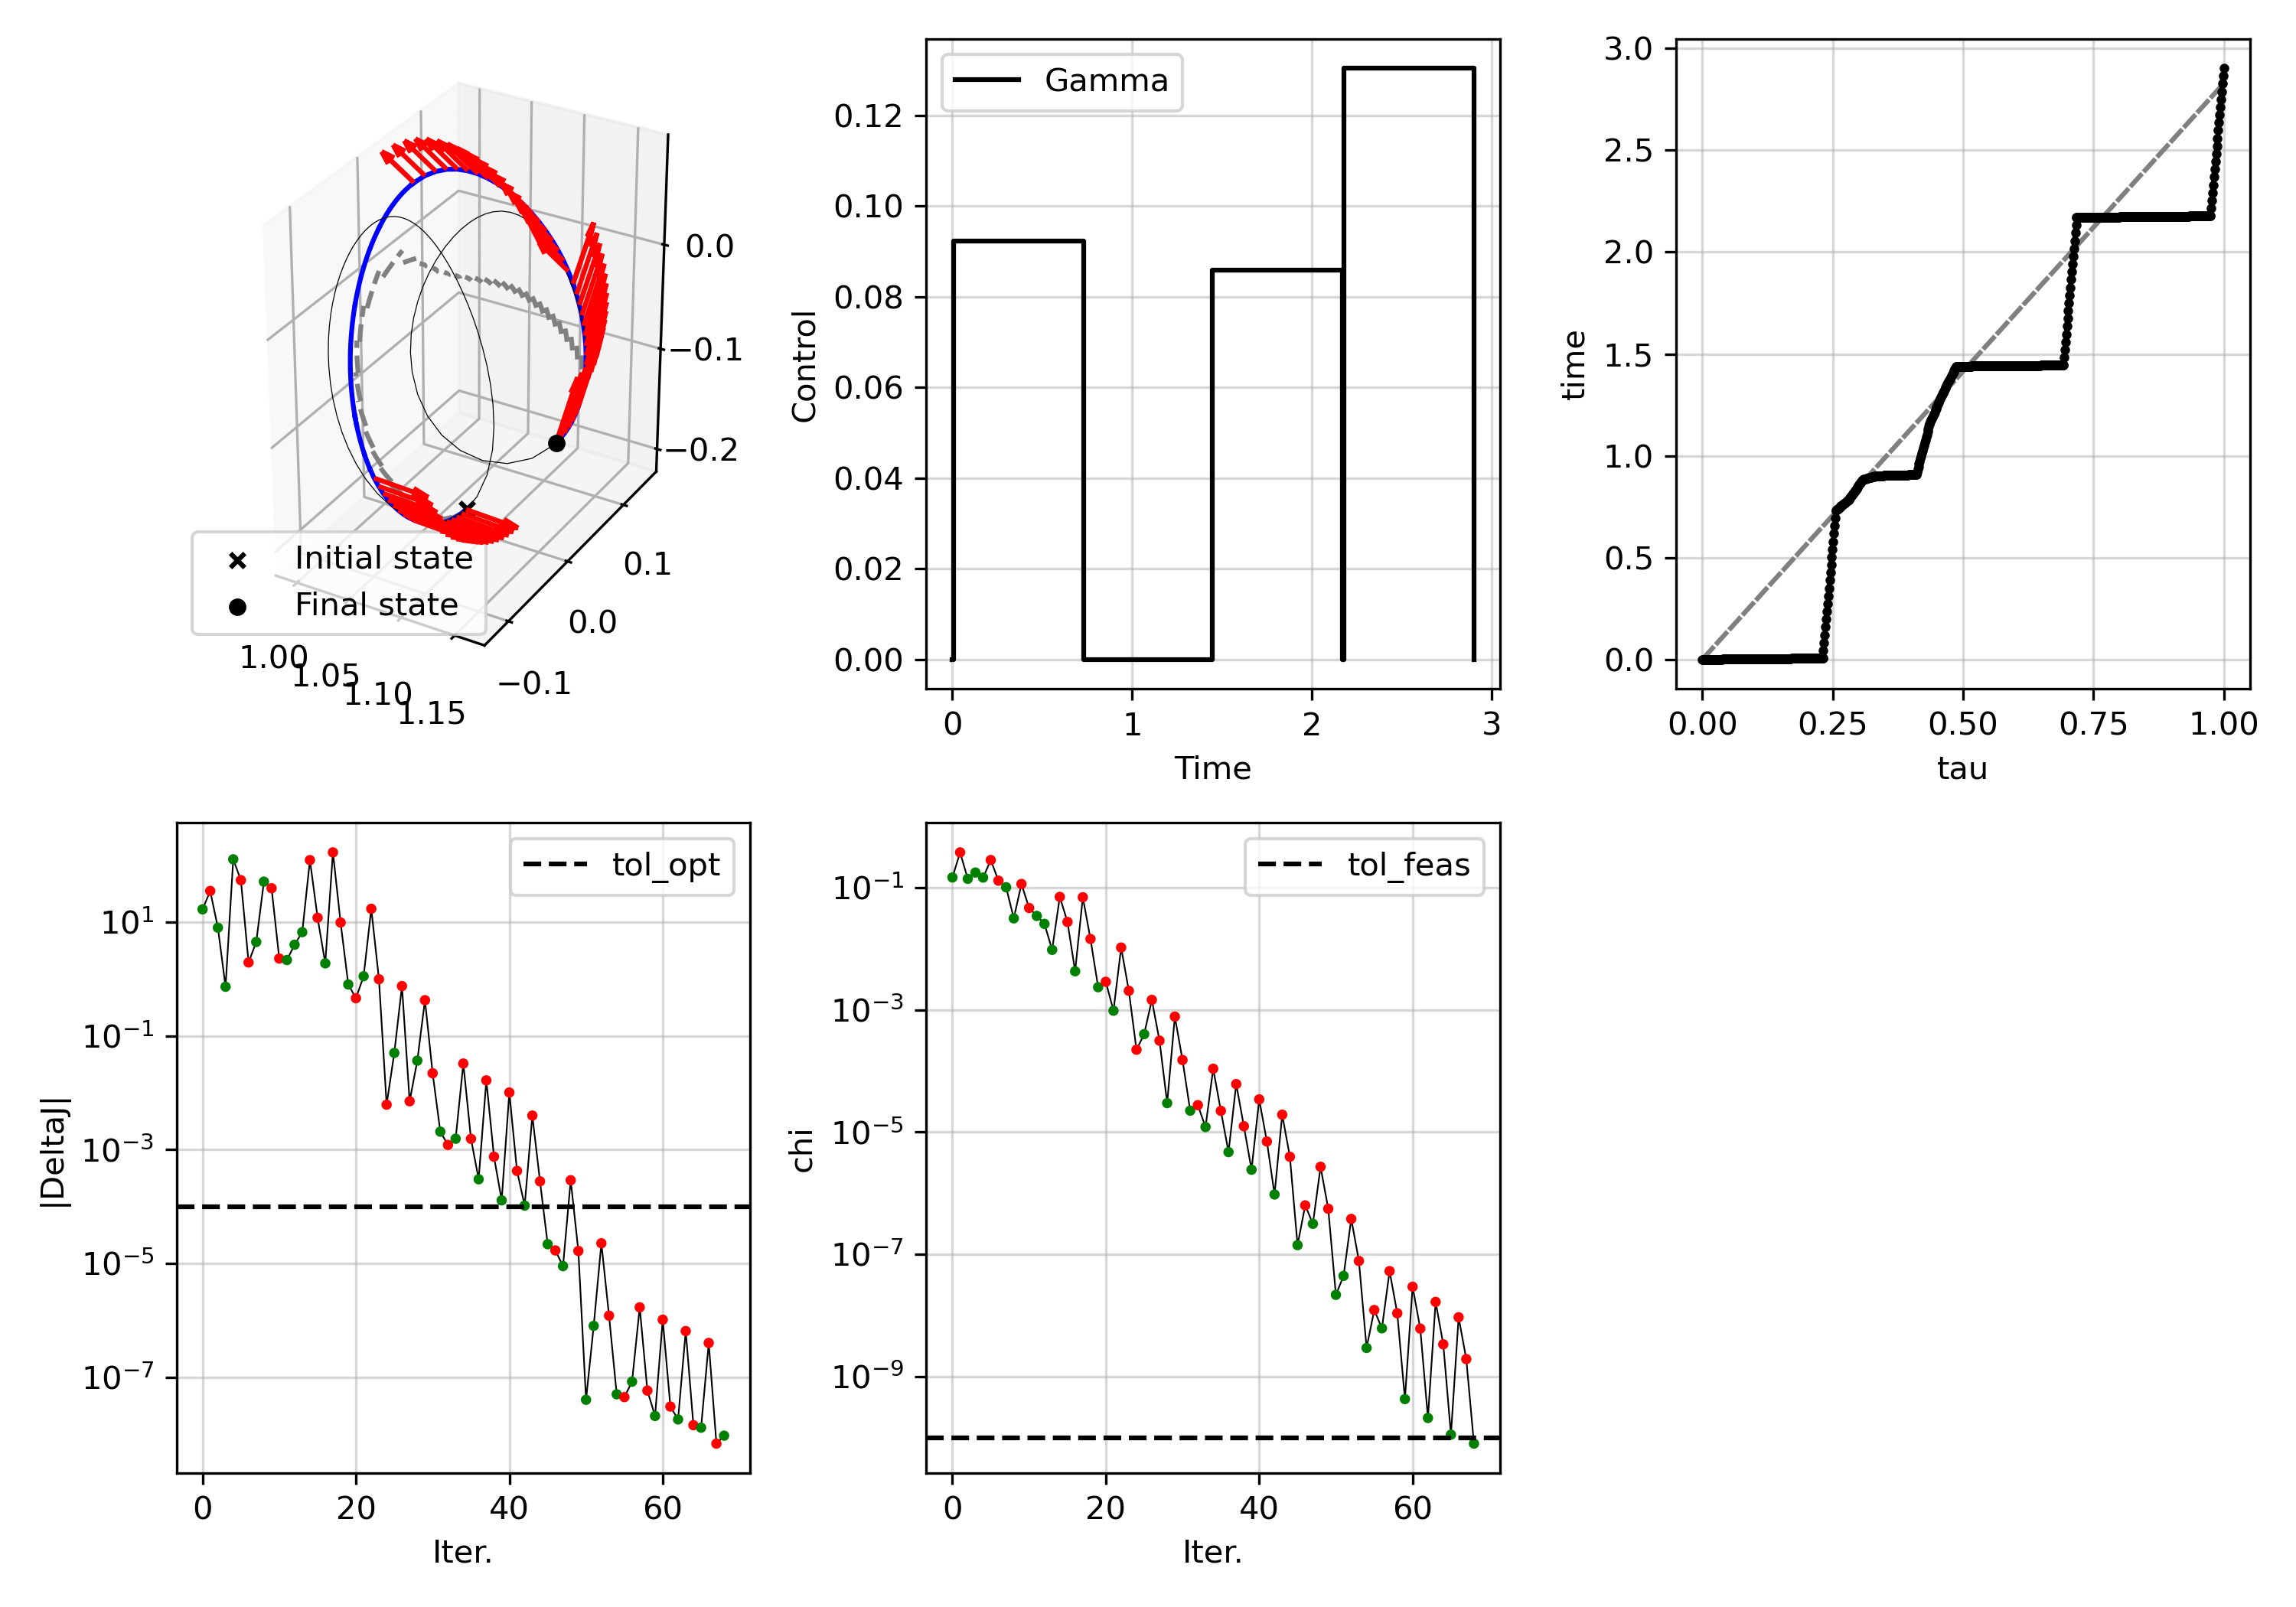 0.0
−0.1
−0.2
0.1
0.0
−0.1
1.00
1.05
1.10
1.15
Initial state
Final state
Gamma
0.12
0.10
0.08
0.06
0.04
0.02
0.00
Control
0 1 2 3
Time
3.0
2.5
2.0
1.5
1.0
0.5
0.0
time
0.00 0.25 0.50 0.75 1.00
tau
tol_opt
10¹
10⁻¹
10⁻³
10⁻⁵
10⁻⁷
|DeltaJ|
0 20 40 60
Iter.
tol_feas
10⁻¹
10⁻³
10⁻⁵
10⁻⁷
10⁻⁹
chi
0 20 40 60
Iter.